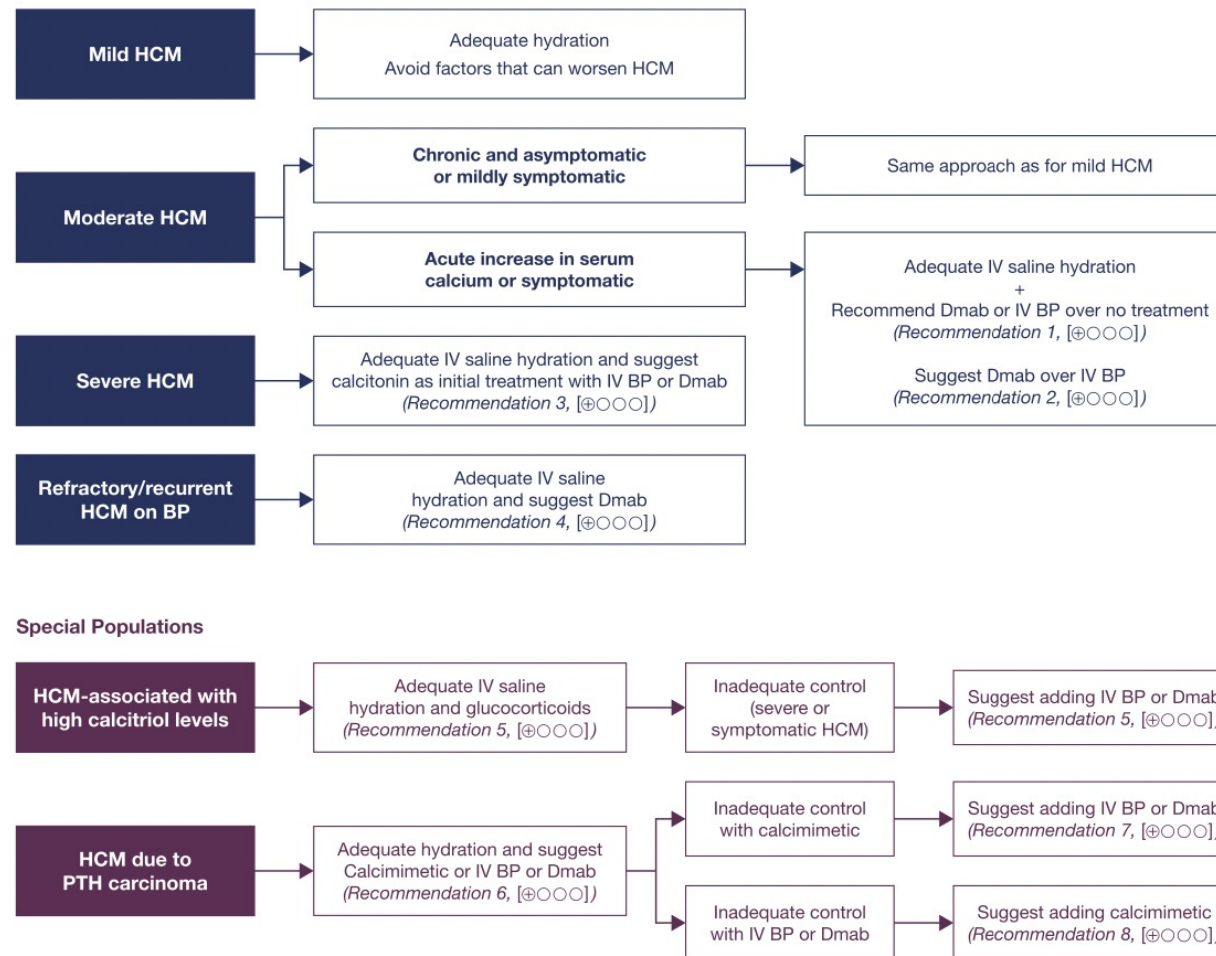 Mild HCM
Adequate hydration
Avoid factors that can worsen HCM
Moderate HCM
Chronic and asymptomatic
or mildly symptomatic
Same approach as for mild HCM
Acute increase in serum
calcium or symptomatic
Adequate IV saline hydration
+
Recommend Dmab or IV BP over no treatment
(Recommendation 1, [⊕○○○])
Suggest Dmab over IV BP
(Recommendation 2, [⊕○○○])
Severe HCM
Adequate IV saline hydration and suggest
calcitonin as initial treatment with IV BP or Dmab
(Recommendation 3, [⊕○○○])
Refractory/recurrent
HCM on BP
Adequate IV saline
hydration and suggest Dmab
(Recommendation 4, [⊕○○○])
Special Populations
HCM-associated with
high calcitriol levels
Adequate IV saline
hydration and glucocorticoids
(Recommendation 5, [⊕○○○])
Inadequate control
(severe or
symptomatic HCM)
Suggest adding IV BP or Dmab
(Recommendation 5, [⊕○○○])
HCM due to
PTH carcinoma
Adequate hydration and suggest
Calcimimetic or IV BP or Dmab
(Recommendation 6, [⊕○○○])
Inadequate control
with calcimimetic
Suggest adding IV BP or Dmab
(Recommendation 7, [⊕○○○])
Inadequate control
with IV BP or Dmab
Suggest adding calcimimetic
(Recommendation 8, [⊕○○○])